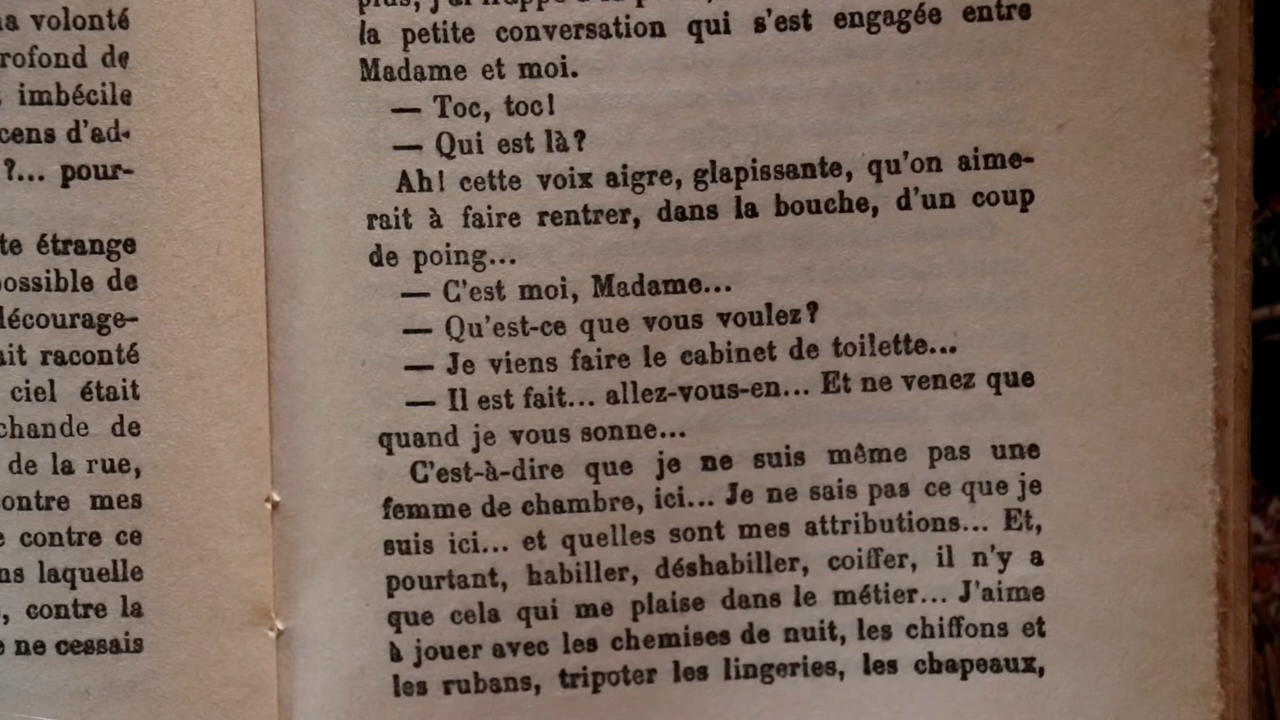 a volonté
rofond de
imbécile
cens d'ad-
?... pour-
te étrange
ossible de
décourage-
ait raconté
ciel était
chande de
de la rue,
ontre mes
contre ce
ns laquelle
, contre la
ne cessais
la petite conversation qui s'est engagée entre
Madame et moi.
— Toc, toc!
— Qui est là?
Ah! cette voix aigre, glapissante, qu'on aime-
rait à faire rentrer, dans la bouche, d'un coup
de poing...
— C'est moi, Madame...
— Qu'est-ce que vous voulez?
— Je viens faire le cabinet de toilette...
— Il est fait... allez-vous-en... Et ne venez que
quand je vous sonne...
C'est-à-dire que je ne suis même pas une
femme de chambre, ici... Je ne sais pas ce que je
suis ici... et quelles sont mes attributions... Et,
pourtant, habiller, déshabiller, coiffer, il n'y a
que cela qui me plaise dans le métier... J'aime
à jouer avec les chemises de nuit, les chiffons et
les rubans, tripoter les lingeries, les chapeaux,